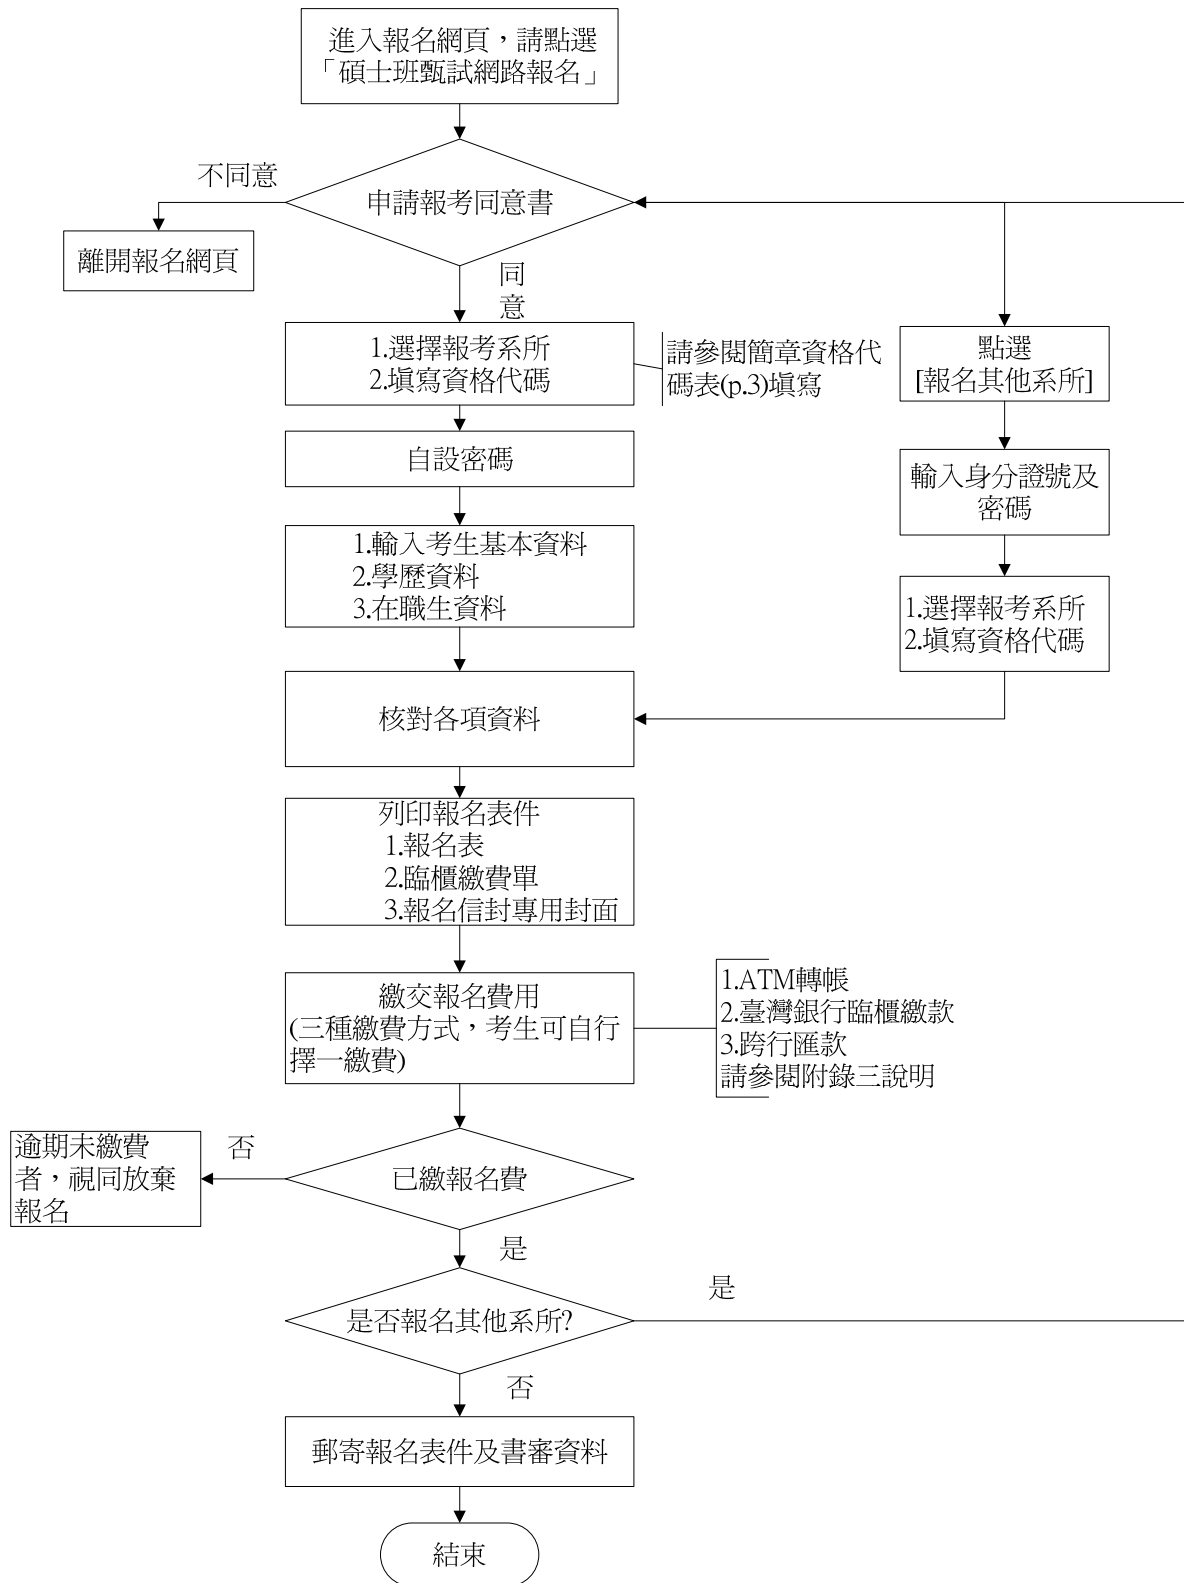 進入報名網頁，請點選
「碩士班甄試網路報名」
不同意
申請報考同意書
離開報名網頁
同
意
1.選擇報考系所
2.填寫資格代碼
請參閱簡章資格代
碼表(p.3)填寫
點選
[報名其他系所]
自設密碼
輸入身分證號及
密碼
1.輸入考生基本資料
2.學歷資料
3.在職生資料
1.選擇報考系所
2.填寫資格代碼
核對各項資料
列印報名表件
1.報名表
2.臨櫃繳費單
3.報名信封專用封面
繳交報名費用
(三種繳費方式，考生可自行
擇一繳費)
1.ATM轉帳
2.臺灣銀行臨櫃繳款
3.跨行匯款
請參閱附錄三說明
逾期未繳費
者，視同放棄
報名
否
已繳報名費
是
是否報名其他系所?
是
否
郵寄報名表件及書審資料
結束